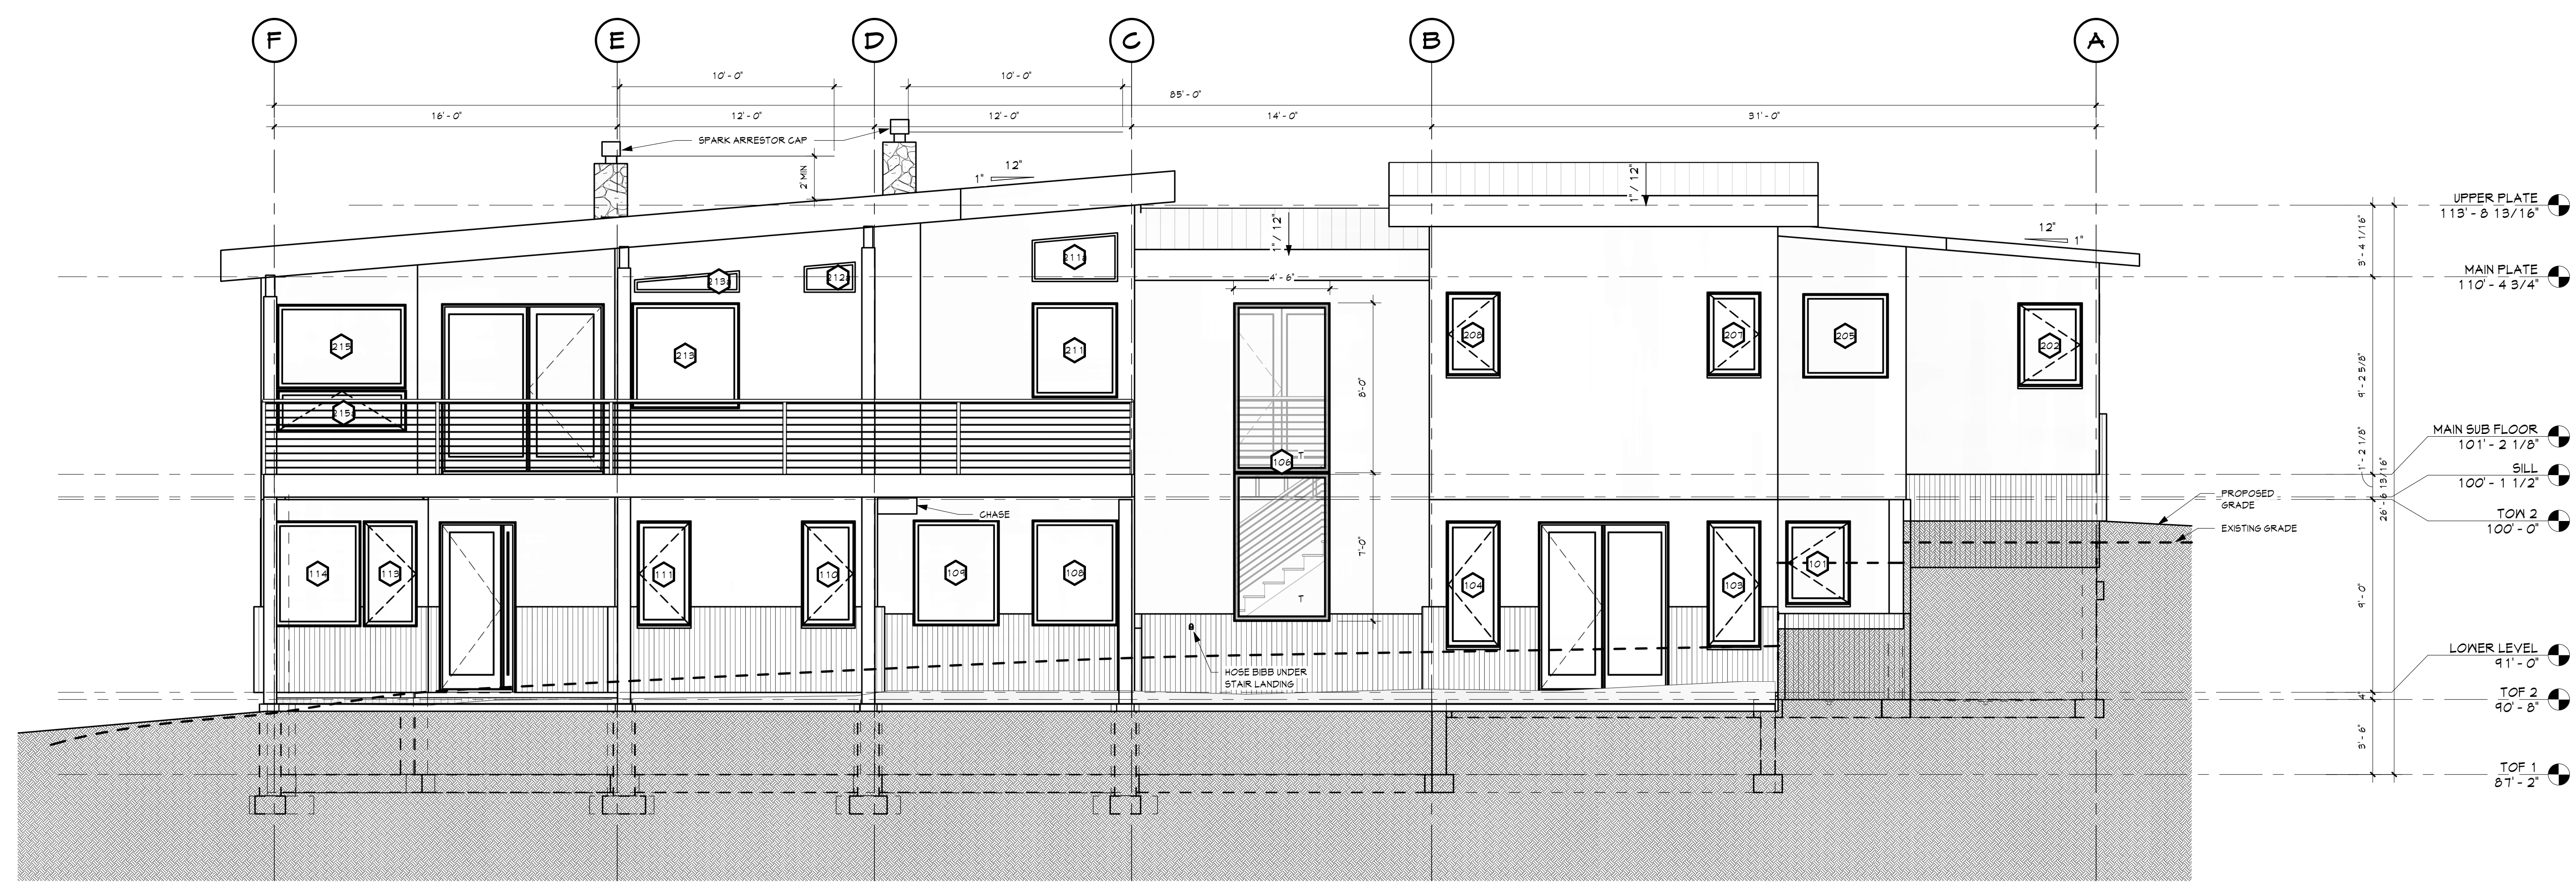 F E D C B A
10'-0" 10'-0"
85'-0"
16'-0" 12'-0" 12'-0" 14'-0" 31'-0"
SPARK ARRESTOR CAP
2' MIN
12"
1"
1" / 12"
1" / 12"
12"
1"
UPPER PLATE
113'-8 13/16"
3'-4 1/16"
MAIN PLATE
110'-4 3/4"
211a
213a
212a
4'-6"
215
213
211
208
207
205
202
8'-0"
9'-2 5/8"
215a
MAIN SUB FLOOR
101'-2 1/8"
1'-2 1/8"
T
106
SILL
100'-1 1/2"
26'-6 13/16"
PROPOSED
GRADE
CHASE
TOW 2
100'-0"
EXISTING GRADE
7'-0"
114
113
111
110
109
108
104
103
101
T
9'-0"
HOSE BIBB UNDER
STAIR LANDING
LOWER LEVEL
91'-0"
4"
TOF 2
90'-8"
3'-6"
TOF 1
87'-2"